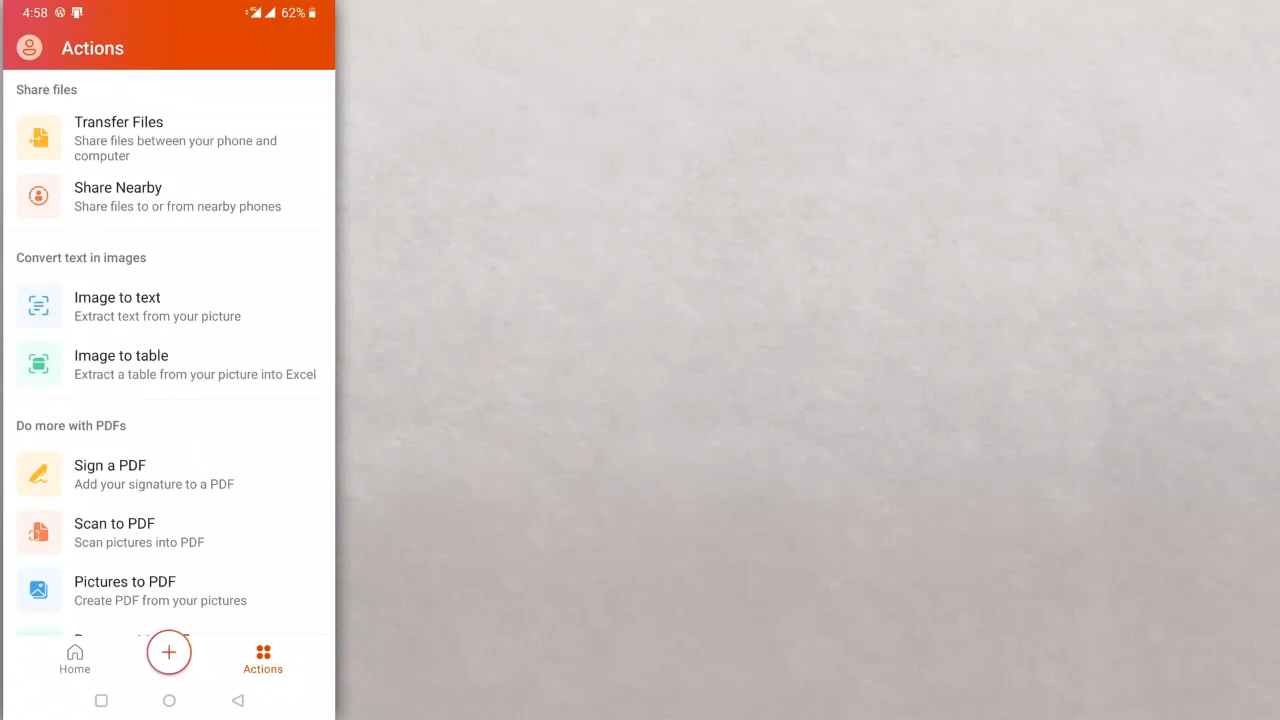 4:58
62%
Actions
Share files
Transfer Files
Share files between your phone and
computer
Share Nearby
Share files to or from nearby phones
Convert text in images
Image to text
Extract text from your picture
Image to table
Extract a table from your picture into Excel
Do more with PDFs
Sign a PDF
Add your signature to a PDF
Scan to PDF
Scan pictures into PDF
Pictures to PDF
Create PDF from your pictures
Home
Actions